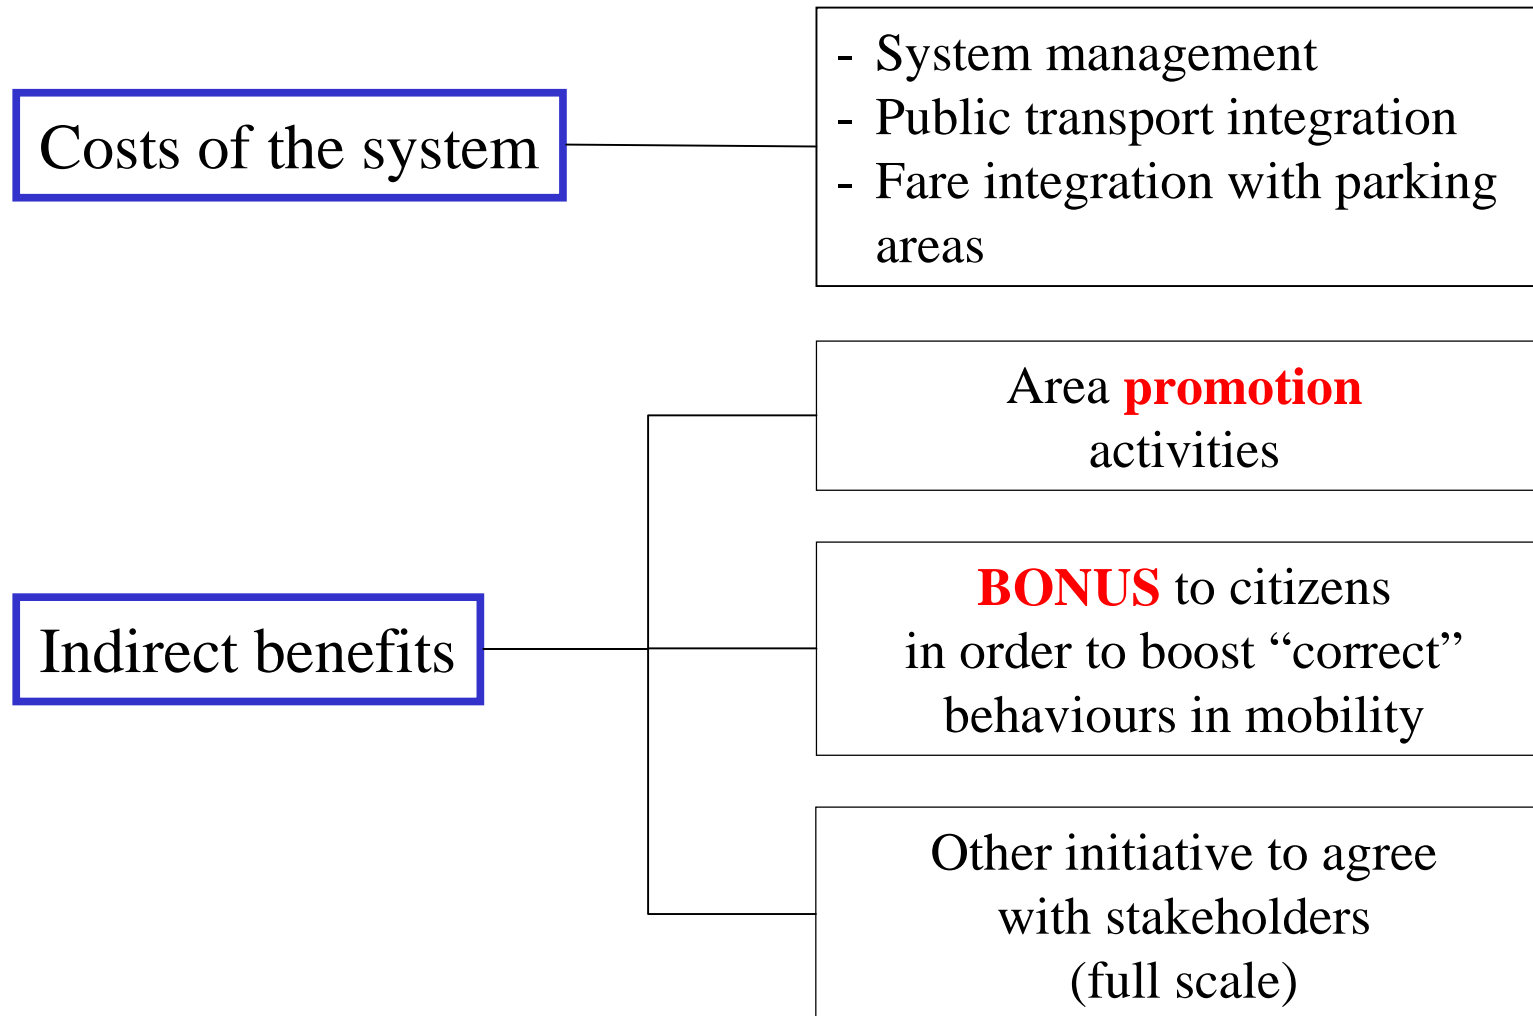 Costs of the system
- System management
- Public transport integration
- Fare integration with parking
areas
Indirect benefits
Area promotion
activities
BONUS to citizens
in order to boost “correct”
behaviours in mobility
Other initiative to agree
with stakeholders
(full scale)